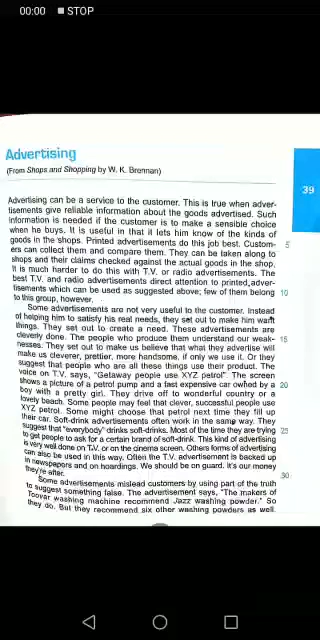 00:00 STOP
Advertising
(From Shops and Shopping by W. K. Brennan)
39
Advertising can be a service to the customer. This is true when adver-
tisements give reliable information about the goods advertised. Such
information is needed if the customer is to make a sensible choice
when he buys. It is useful in that it lets him know of the kinds of
goods in the shops. Printed advertisements do this job best. Custom- 5
ers can collect them and compare them. They can be taken along to
shops and their claims checked against the actual goods in the shop.
It is much harder to do this with T.V. or radio advertisements. The
best T.V. and radio advertisements direct attention to printed adver-
tisements which can be used as suggested above; few of them belong 10
to this group, however.
Some advertisements are not very useful to the customer. Instead
of helping him to satisfy his real needs, they set out to make him want
things. They set out to create a need. These advertisements are
cleverly done. The people who produce them understand our weak- 15
nesses. They set out to make us believe that what they advertise will
make us cleverer, prettier, more handsome, if only we use it. Or they
suggest that people who are all these things use their product. The
voice on T.V. says, "Getaway people use XYZ petrol". The screen
shows a picture of a petrol pump and a fast expensive car owned by a 20
boy with a pretty girl. They drive off to wonderful country or a
lovely beach. Some people may feel that clever, successful people use
XYZ petrol. Some might choose that petrol next time they fill up
their car. Soft-drink advertisements often work in the same way. They
suggest that "everybody" drinks soft-drinks. Most of the time they are trying 25
to get people to ask for a certain brand of soft-drink. This kind of advertising
is very well done on T.V. or on the cinema screen. Others forms of advertising
can also be used in this way. Often the T.V. advertisement is backed up
in newspapers and on hoardings. We should be on guard. It's our money
they're after. 30
Some advertisements mislead customers by using part of the truth
to suggest something false. The advertisement says, "The makers of
washing machine recommend Jazz washing powder." So
they do. But they recommend six other washing powders as well.